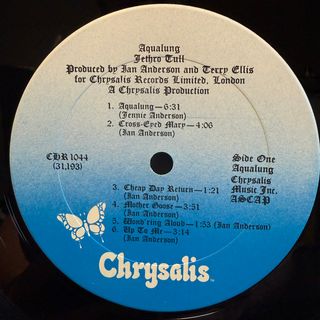 Aqualung
Jethro Tull
Produced by Ian Anderson and Terry Ellis
for Chrysalis Records Limited, London
A Chrysalis Production
1. Aqualung—6:31
(Jennie Anderson)
2. Cross-Eyed Mary—4:06
(Ian Anderson)
CHR 1044
(31,193)
Side One
Aqualung
Chrysalis
Music Inc.
ASCAP
3. Cheap Day Return—1:21
(Ian Anderson)
4. Mother Goose—3:51
(Ian Anderson)
5. Wond'ring Aloud—1:53 (Ian Anderson)
6. Up To Me—3:14
(Ian Anderson)
Chrysalis